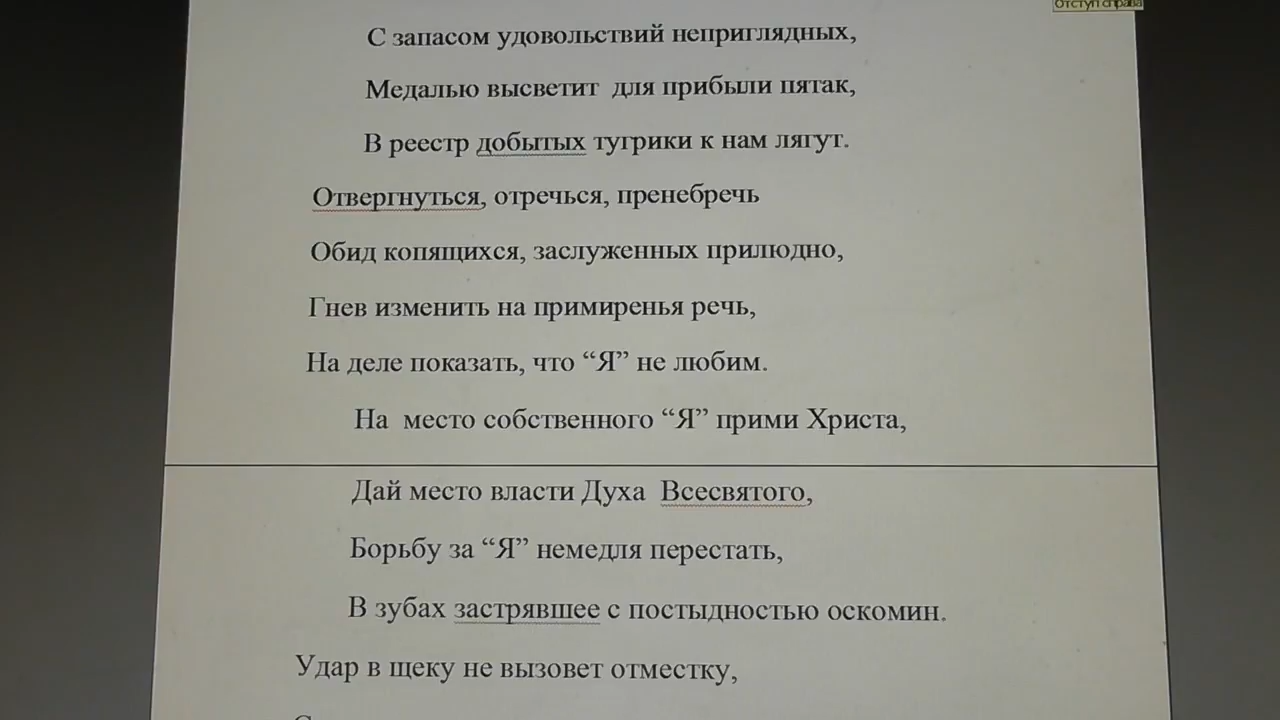 Отступ справа
С запасом удовольствий неприглядных,
Медалью высветит для прибыли пятак,
В реестр добытых тугрики к нам лягут.
Отвергнуться, отречься, пренебречь
Обид копящихся, заслуженных прилюдно,
Гнев изменить на примиренья речь,
На деле показать, что “Я” не любим.
На место собственного “Я” прими Христа,
Дай место власти Духа Всесвятого,
Борьбу за “Я” немедля перестать,
В зубах застрявшее с постыдностью оскомин.
Удар в щеку не вызовет отместку,